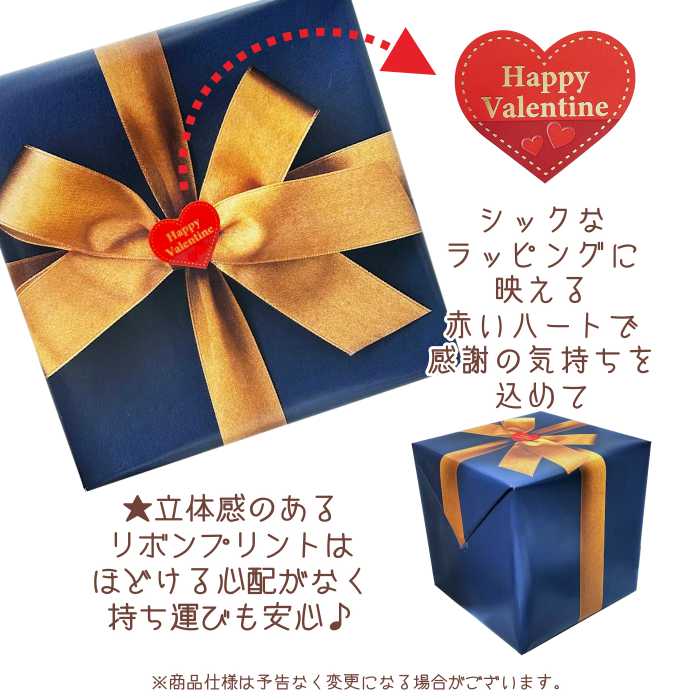 Happy
Valentine
Happy
Valentine
シックな
ラッピングに
映える
赤いハートで
感謝の気持ちを
込めて
★立体感のある
リボンプリントは
ほどける心配がなく
持ち運びも安心♪
※商品仕様は予告なく変更になる場合がございます。